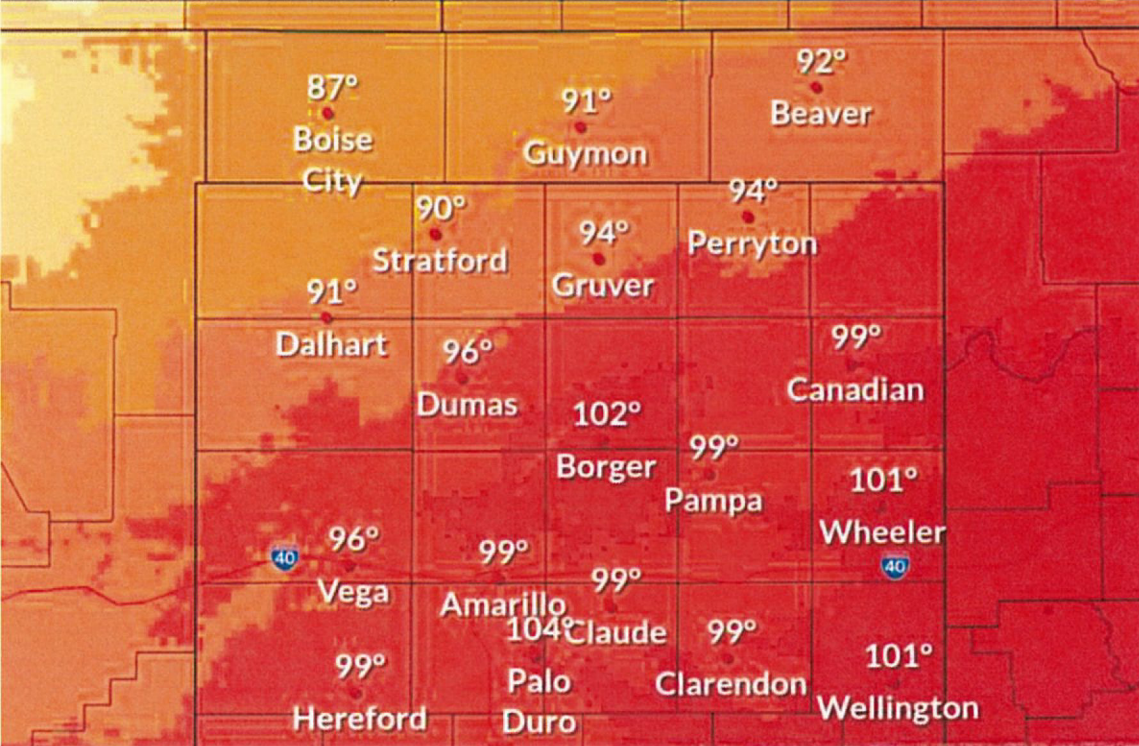 92°
Beaver
87°
Boise
City
91°
Guymon
94°
Perryton
90°
Stratford
94°
Gruver
91°
Dalhart
96°
Dumas
99°
Canadian
102°
Borger
99°
Pampa
101°
Wheeler
40
40
96°
Vega
99°
Amarillo
99°
Claude
104°
Palo
Duro
99°
Clarendon
101°
Wellington
99°
Hereford